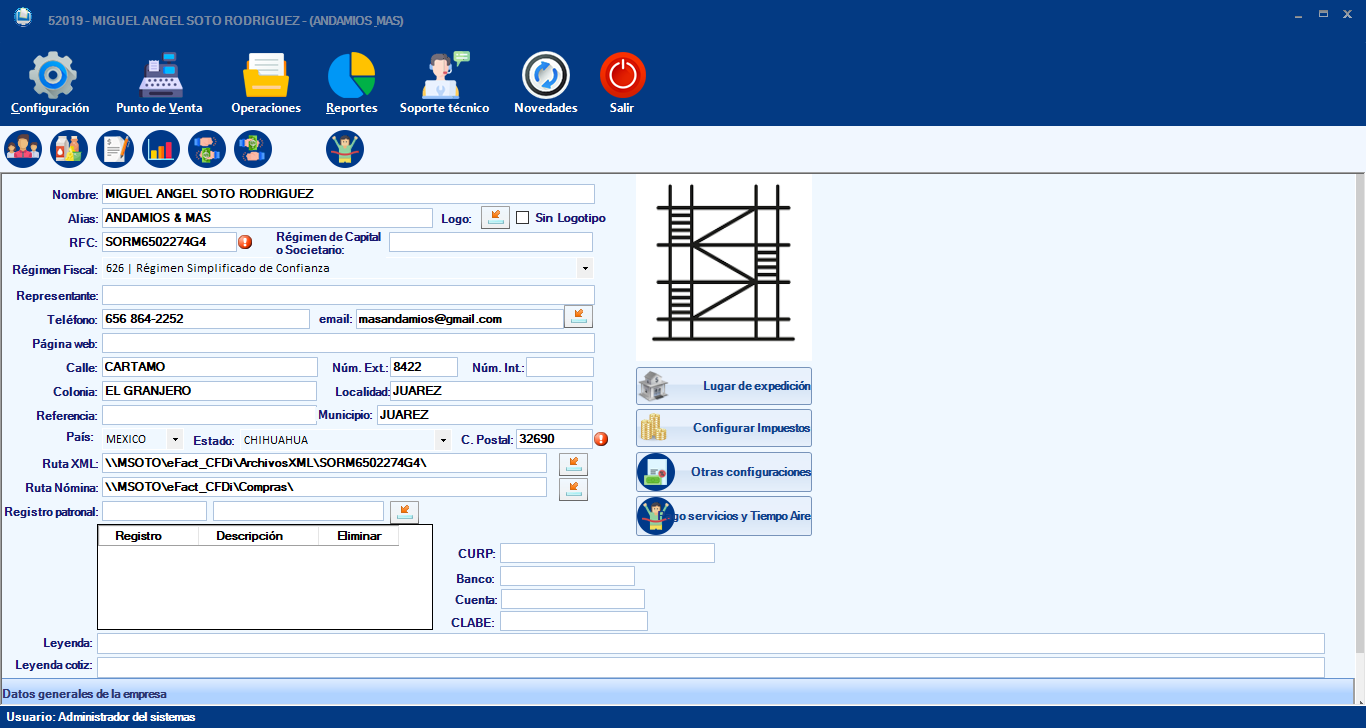 52019 - MIGUEL ANGEL SOTO RODRIGUEZ - (ANDAMIOS_MAS)
Configuración Punto de Venta Operaciones Reportes Soporte técnico Novedades Salir
Nombre: MIGUEL ANGEL SOTO RODRIGUEZ
Alias: ANDAMIOS & MAS Logo: Sin Logotipo
RFC: SORM6502274G4 Régimen de Capital
o Societario:
Régimen Fiscal: 626 | Régimen Simplificado de Confianza
Representante:
Teléfono: 656 864-2252 email: masandamios@gmail.com
Página web:
Calle: CARTAMO Núm. Ext.: 8422 Núm. Int.:
Colonia: EL GRANJERO Localidad: JUAREZ
Referencia: Municipio: JUAREZ
País: MEXICO Estado: CHIHUAHUA C. Postal: 32690
Ruta XML: \\MSOTO\eFact_CFDi\ArchivosXML\SORM6502274G4\
Ruta Nómina: \\MSOTO\eFact_CFDi\Compras\
Registro patronal:
Registro Descripción Eliminar
Lugar de expedición
Configurar Impuestos
Otras configuraciones
go servicios y Tiempo Aire
CURP:
Banco:
Cuenta:
CLABE:
Leyenda:
Leyenda cotiz:
Datos generales de la empresa
Usuario: Administrador del sistemas